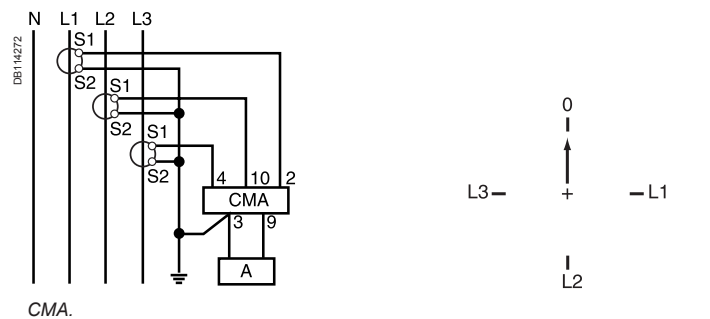 N L1 L2 L3
DB114272
S1
S2
S1
S2
S1
S2
4 10 2
CMA
3 9
A
CMA.
0
L3 L1
+
L2